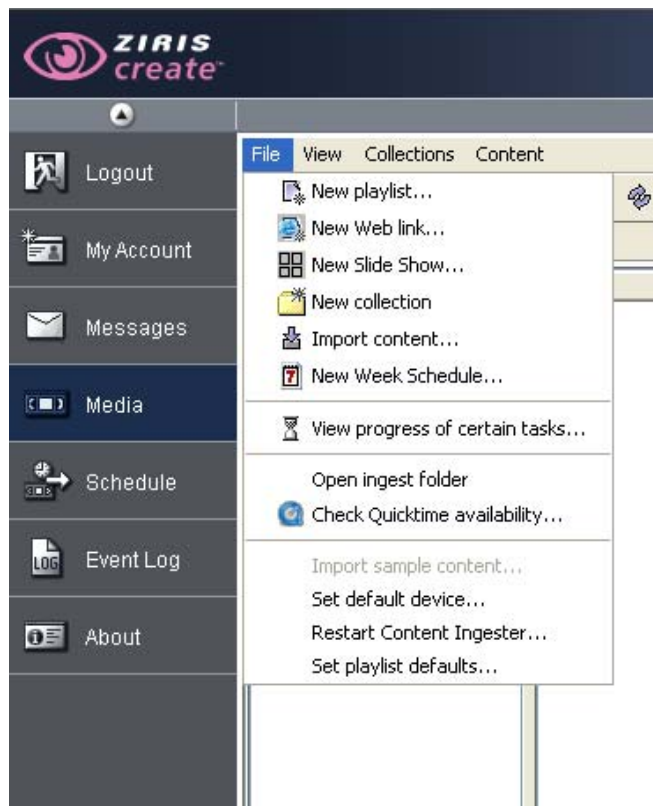 ZIRIS
create
Logout
My Account
Messages
Media
Schedule
LOG
Event Log
About
File View Collections Content
New playlist...
New Web link...
New Slide Show...
New collection
Import content...
7
New Week Schedule...
View progress of certain tasks...
Open ingest folder
Check Quicktime availability...
Import sample content...
Set default device...
Restart Content Ingester...
Set playlist defaults...